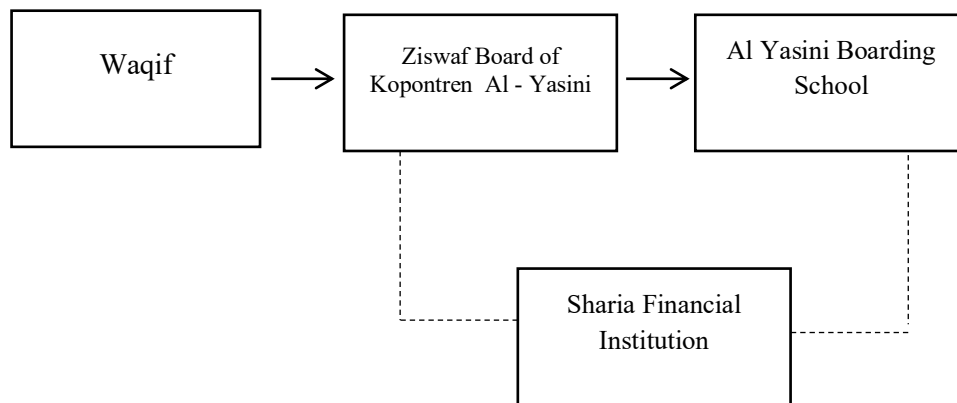 Waqif
Ziswaf Board of
Kopontren Al - Yasini
Al Yasini Boarding
School
Sharia Financial
Institution